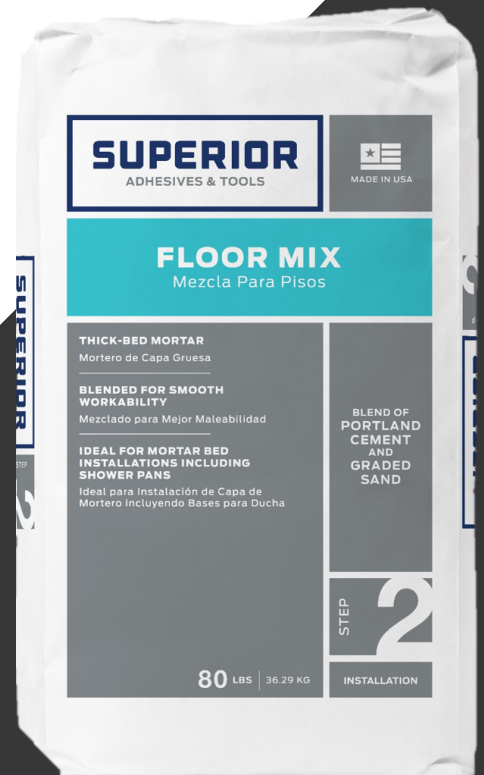 SUPERIOR
ADHESIVES & TOOLS
MADE IN USA
FLOOR MIX
Mezcla Para Pisos
THICK-BED MORTAR
Mortero de Capa Gruesa
BLENDED FOR SMOOTH
WORKABILITY
Mezclado para Mejor Maleabilidad
IDEAL FOR MORTAR BED
INSTALLATIONS INCLUDING
SHOWER PANS
Ideal para Instalación de Capa de
Mortero incluyendo Bases para Ducha
80 LBS | 36.29 KG
BLEND OF
PORTLAND
CEMENT
AND
GRADED
SAND
STEP 2
INSTALLATION
SUPERIOR
STEP
2